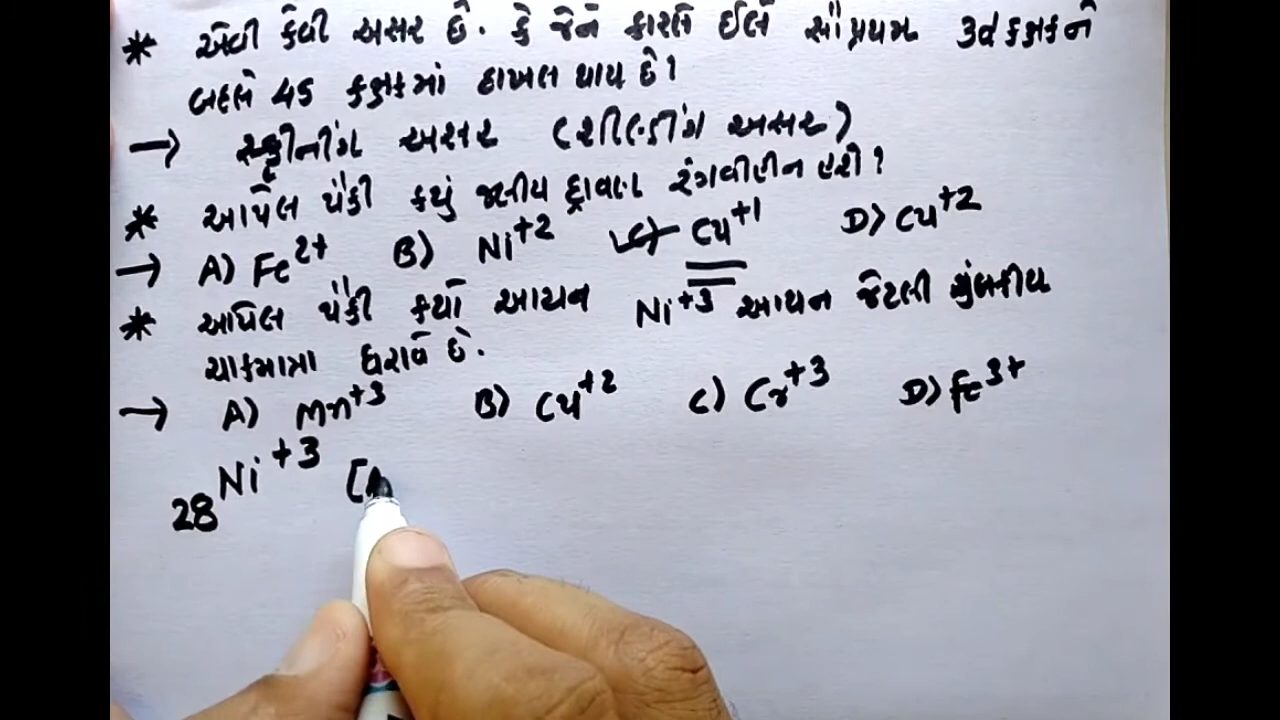 * એવી કેવી અસર છે. કે જેને કારણે ઈલે સૌપ્રથમ 3d કક્ષકને
બદલે 4s કક્ષકમાં દાખલ થાય છે?
→ સ્ક્રીનીંગ અસર (શીલ્ડીંગ અસર)
* આપેલ પૈકી કયું જલીય દ્રાવણ રંગવીહીન હશે?
→ A) Fe2+ B) Ni+2 C) Cu+1 D) Cu+2
* આપેલ પૈકી કયો આયન Ni+3 આયન જેટલી ચુંબકીય
ચાકમાત્રા ધરાવે છે.
→ A) Mn+3 B) Cu+2 C) Cr+3 D) Fe3+
28Ni+3 [